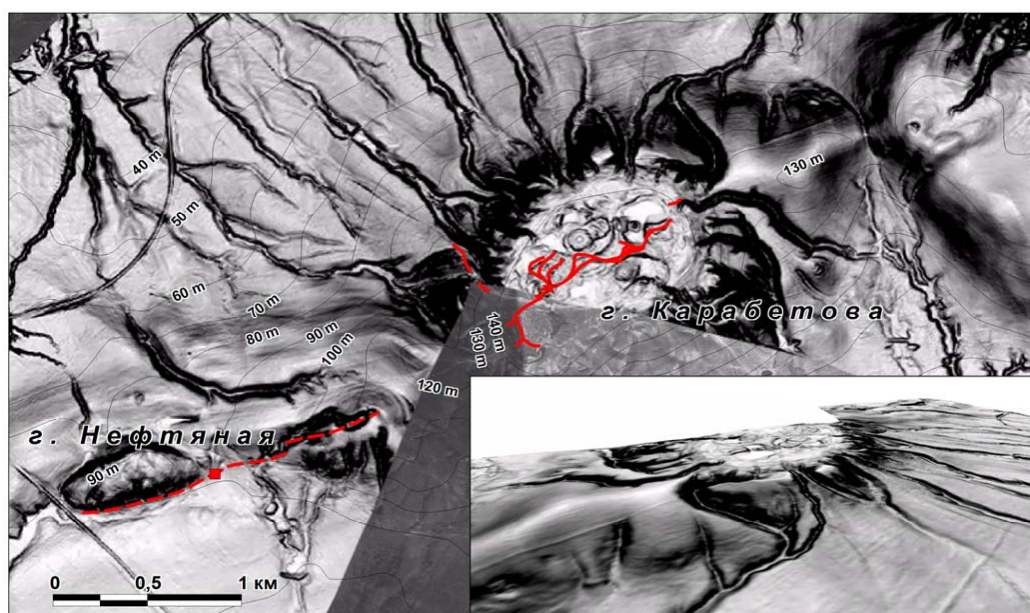 130 m
40 m
50 m
60 m
70 m
80 m
90 m
100 m
140 m
130 m
120 m
г. Карабетова
г. Нефтяная
90 m
0 0,5 1 км